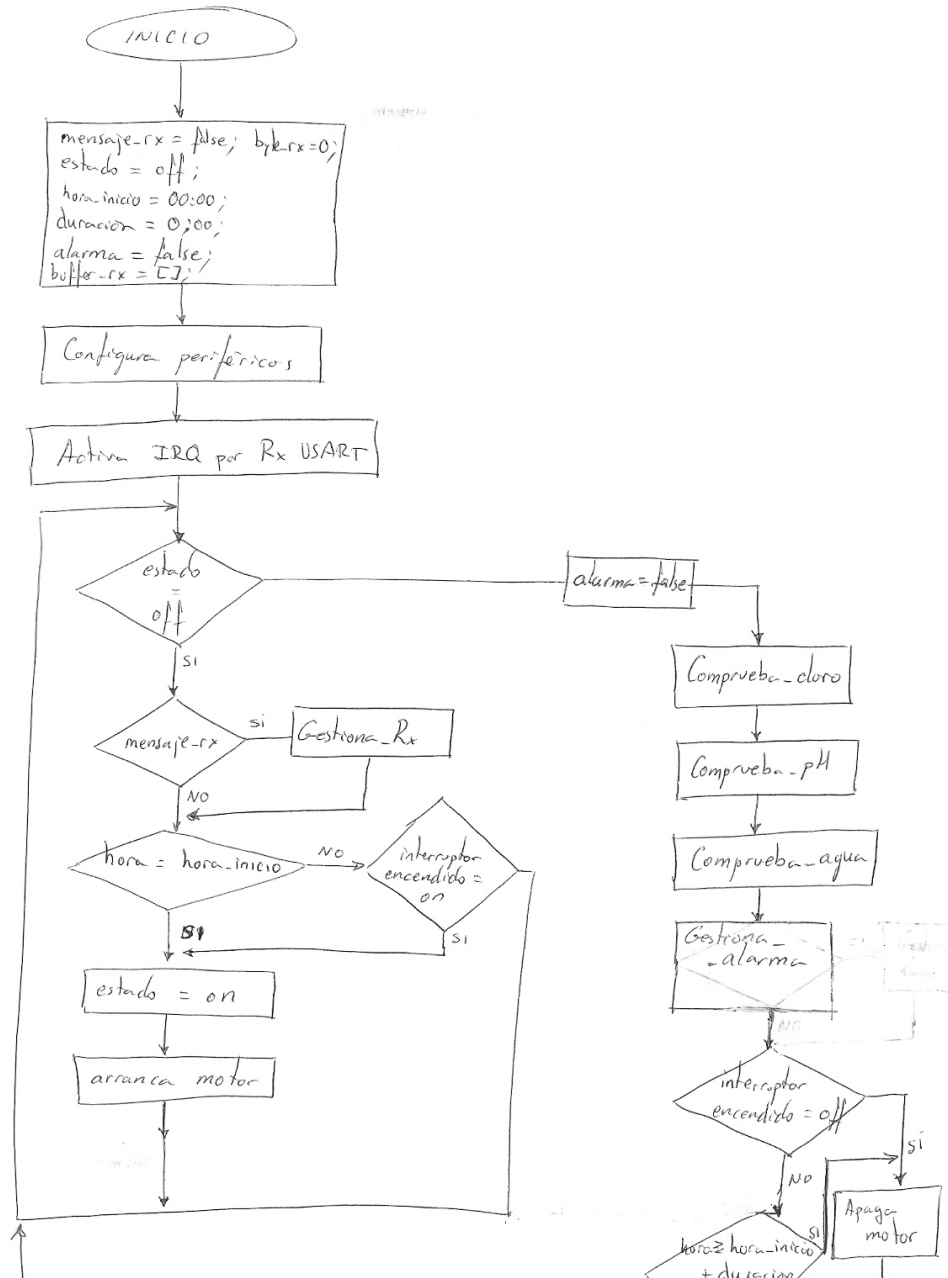 INICIO
mensaje_rx = false; byte_rx=0;
estado = off;
hora_inicio = 00:00;
duracion = 0;00;
alarma = false;
buffer_rx = [];
Configura periféricos
Activa IRQ por Rx USART
estado
=
off
SI
alarma=false
Comprueba_cloro
mensaje_rx
si
Gestiona_Rx
NO
Comprueba_pH
hora = hora_inicio
NO
interruptor
encendido =
on
SI
SI
Comprueba_agua
Gestiona_
_alarma
NO
estado = on
arranca motor
interruptor
encendido = off
SI
NO
Apaga
motor
hora≥ hora_inicio
+ duracion
SI